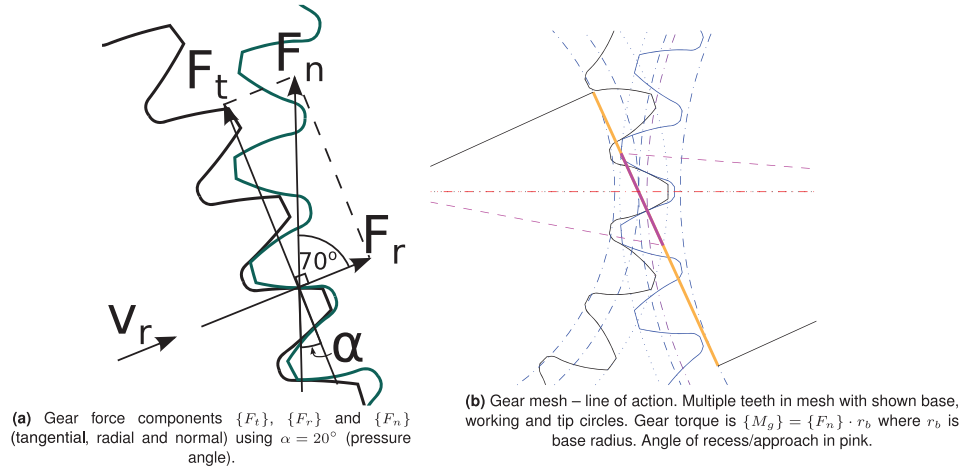 F_n
F_t
F_r
70°
V_r
α
(a) Gear force components {F_t}, {F_r} and {F_n}
(tangential, radial and normal) using α = 20° (pressure
angle).
(b) Gear mesh – line of action. Multiple teeth in mesh with shown base,
working and tip circles. Gear torque is {M_g} = {F_n} · r_b where r_b is
base radius. Angle of recess/approach in pink.